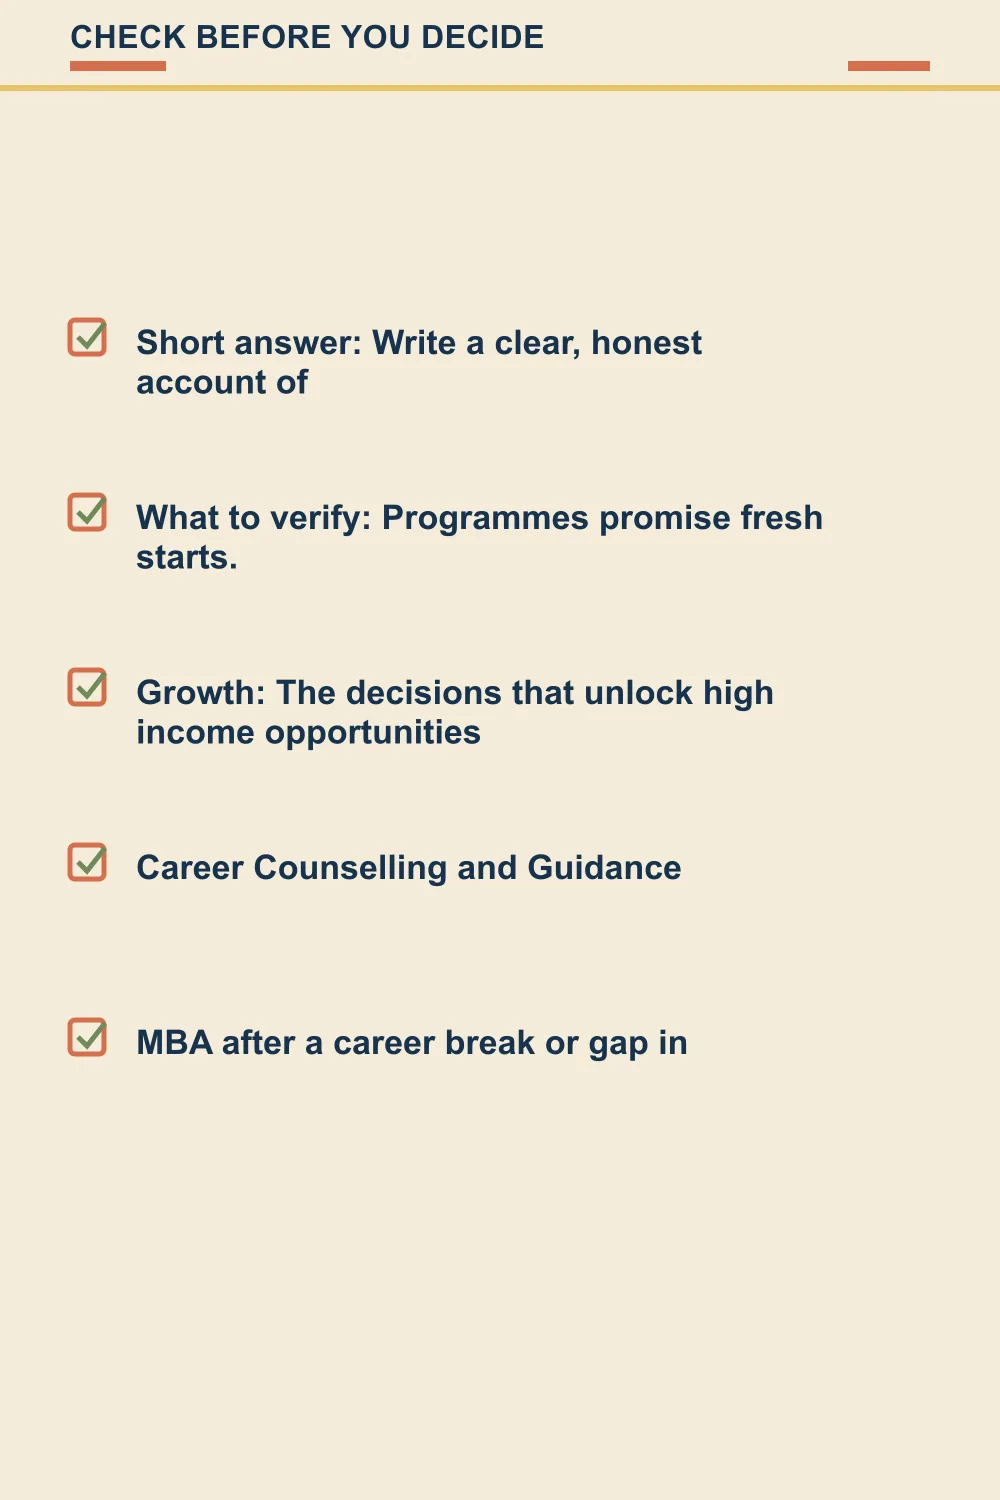 CHECK BEFORE YOU DECIDE
Short answer: Write a clear, honest
account of
What to verify: Programmes promise fresh
starts.
Growth: The decisions that unlock high
income opportunities
Career Counselling and Guidance
MBA after a career break or gap in